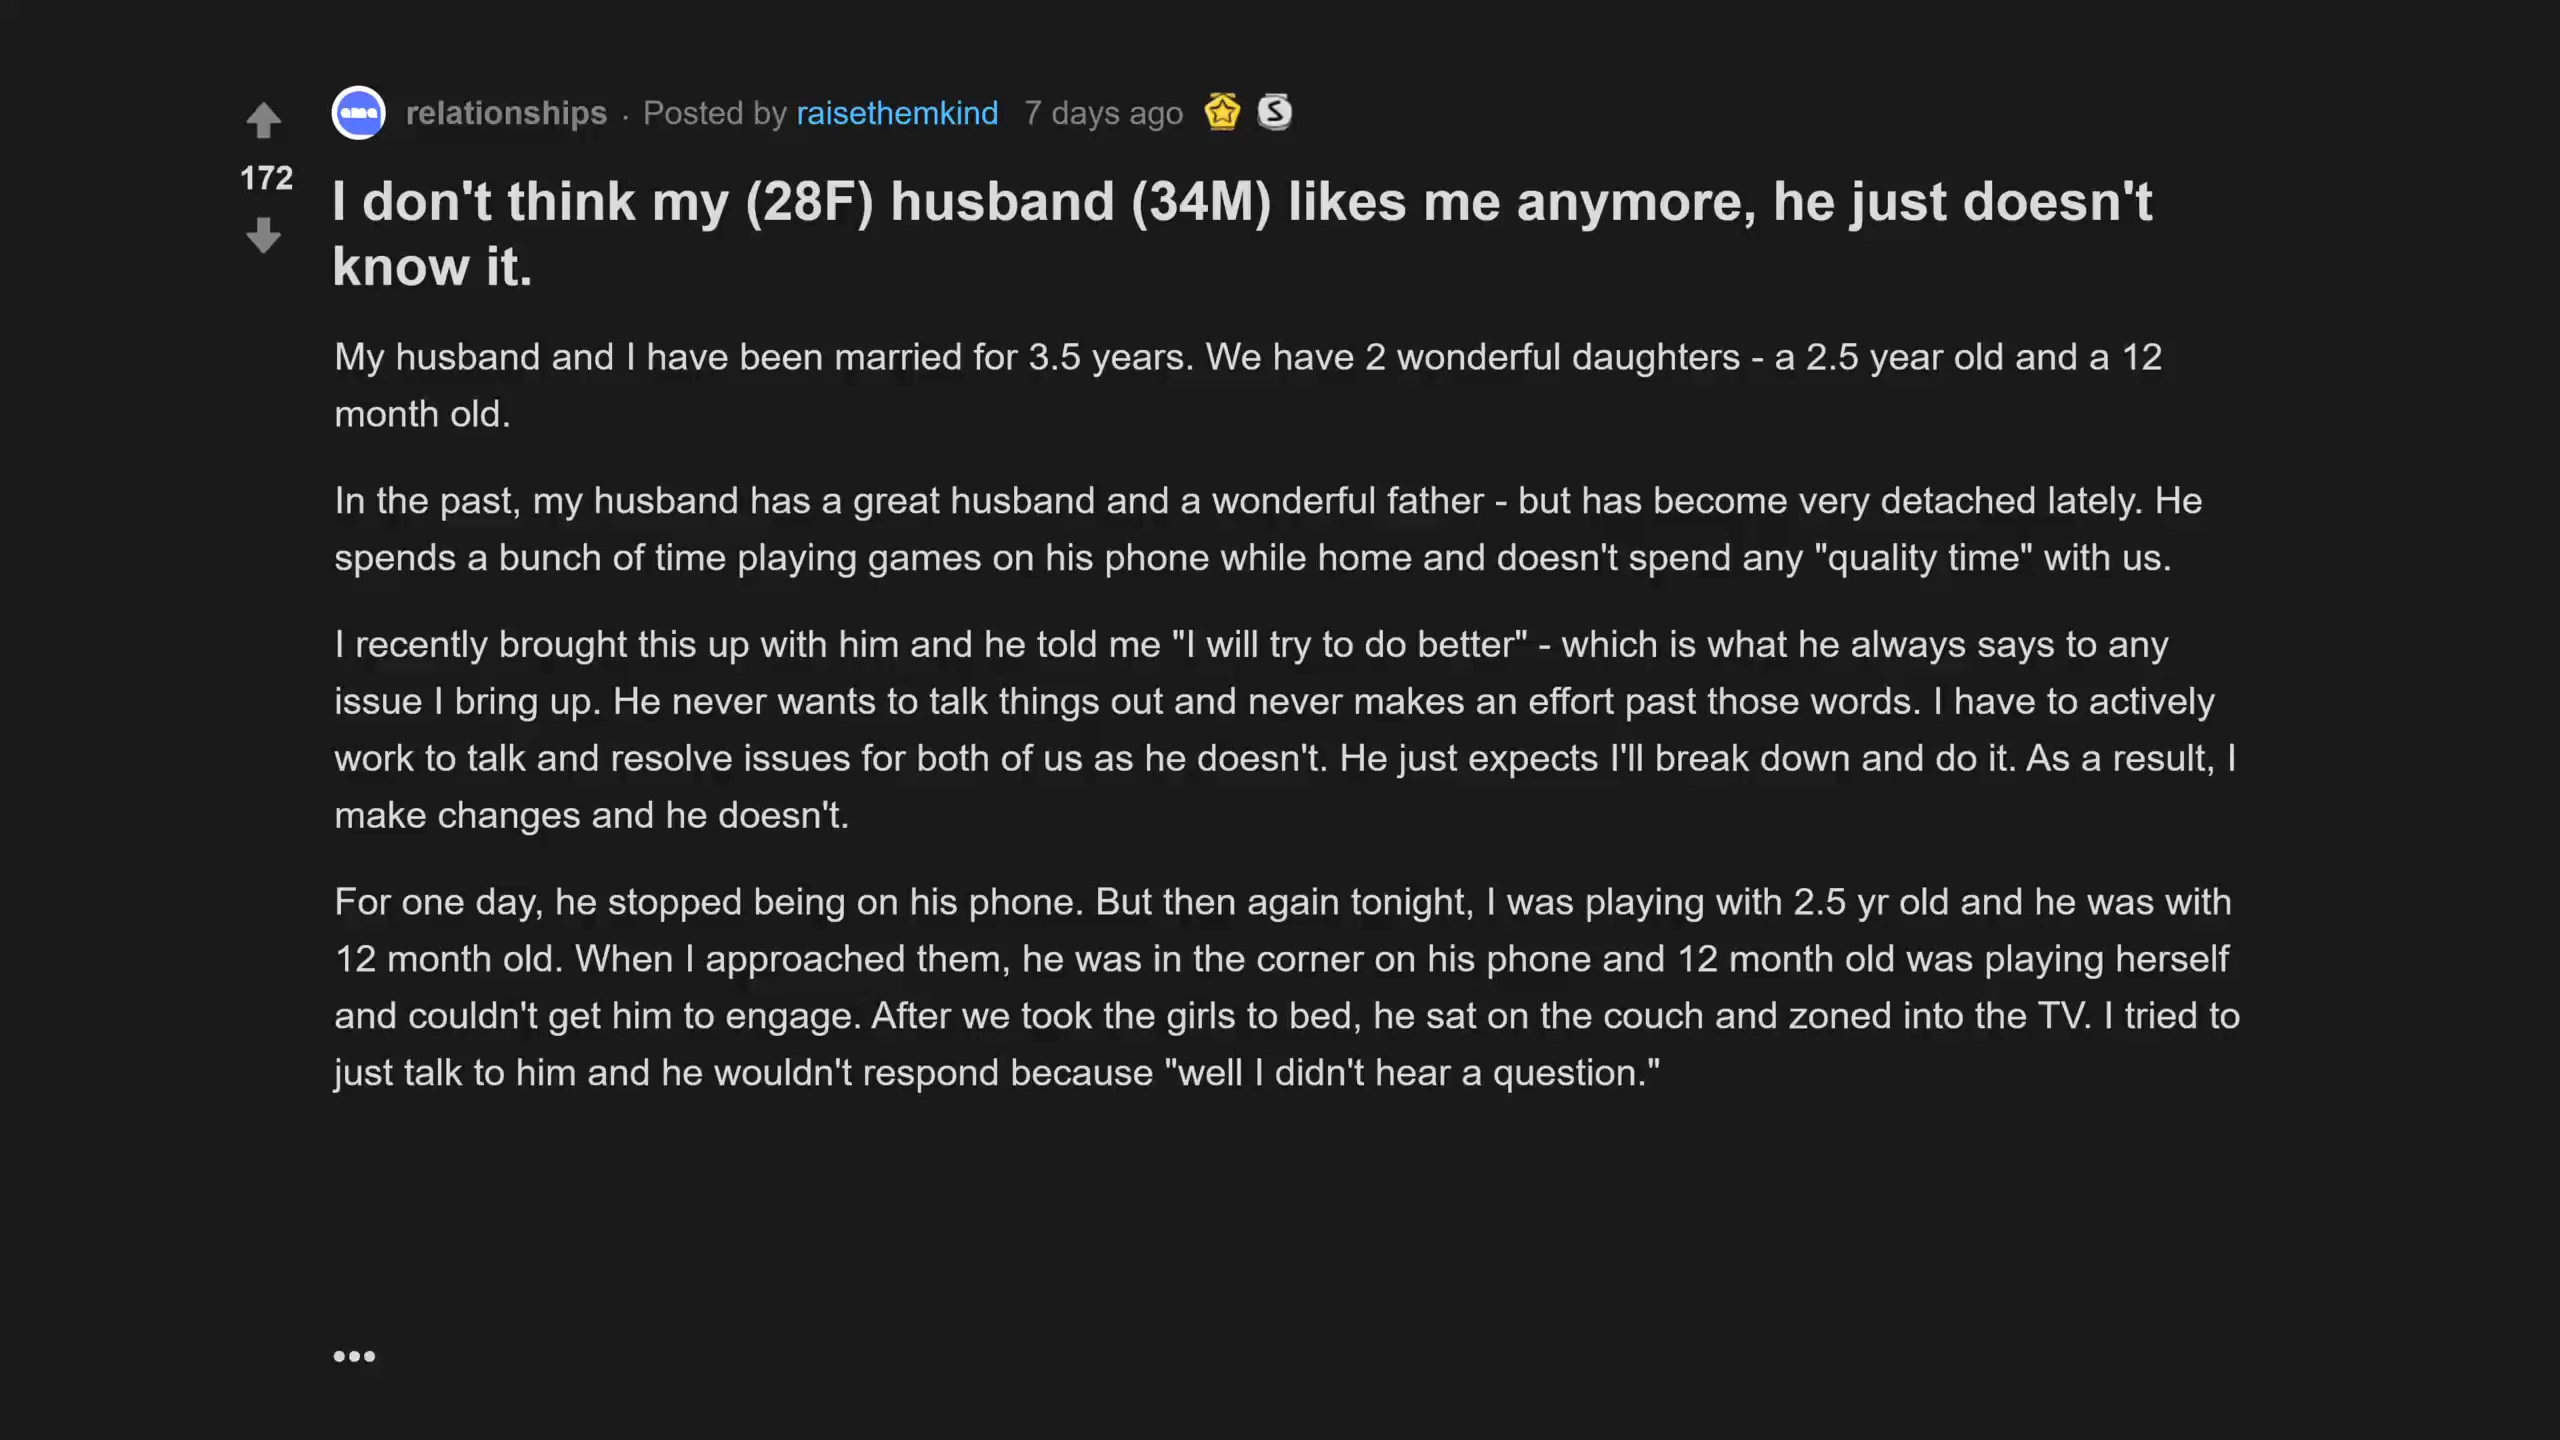 relationships · Posted by raisethemkind 7 days ago
172
I don't think my (28F) husband (34M) likes me anymore, he just doesn't
know it.
My husband and I have been married for 3.5 years. We have 2 wonderful daughters - a 2.5 year old and a 12
month old.
In the past, my husband has a great husband and a wonderful father - but has become very detached lately. He
spends a bunch of time playing games on his phone while home and doesn't spend any "quality time" with us.
I recently brought this up with him and he told me "I will try to do better" - which is what he always says to any
issue I bring up. He never wants to talk things out and never makes an effort past those words. I have to actively
work to talk and resolve issues for both of us as he doesn't. He just expects I'll break down and do it. As a result, I
make changes and he doesn't.
For one day, he stopped being on his phone. But then again tonight, I was playing with 2.5 yr old and he was with
12 month old. When I approached them, he was in the corner on his phone and 12 month old was playing herself
and couldn't get him to engage. After we took the girls to bed, he sat on the couch and zoned into the TV. I tried to
just talk to him and he wouldn't respond because "well I didn't hear a question."
•••